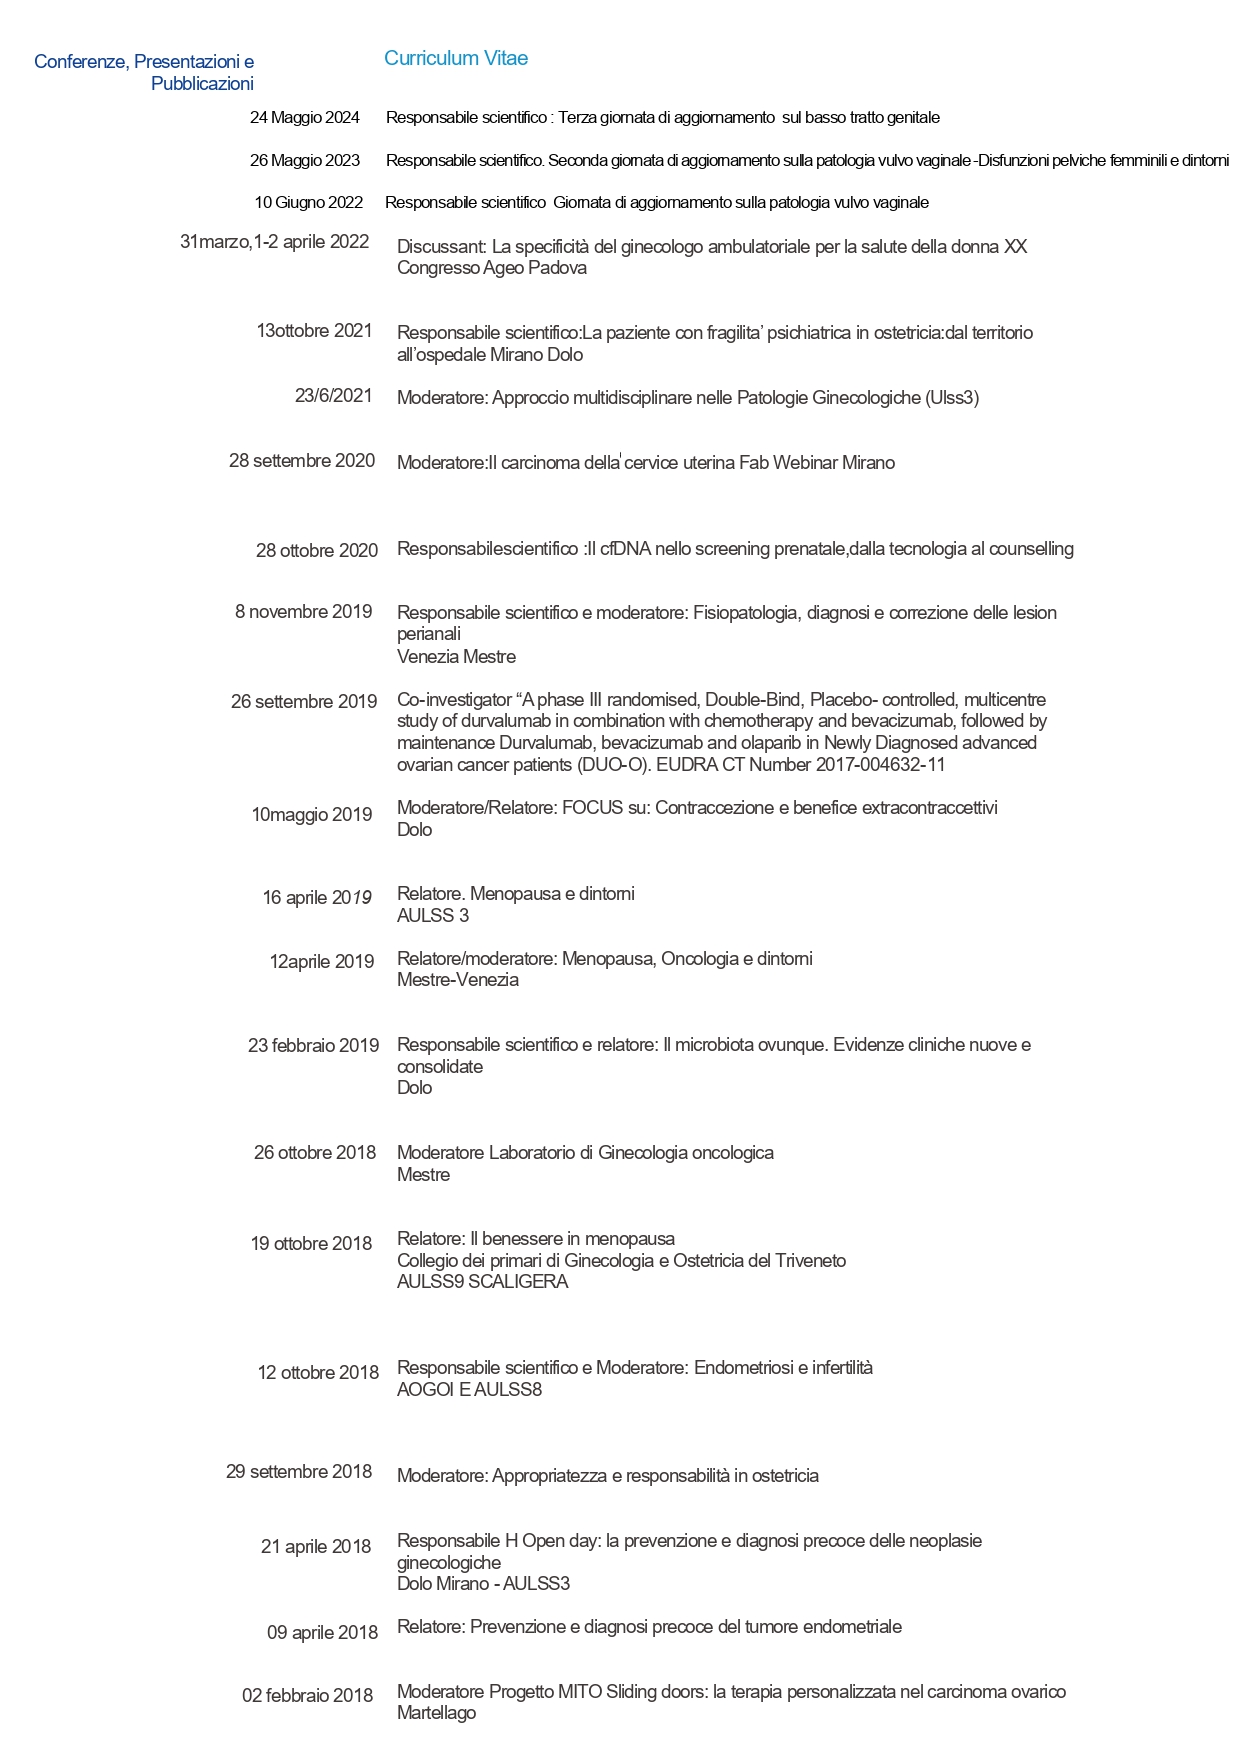 Conferenze, Presentazioni e
Pubblicazioni
Curriculum Vitae
24 Maggio 2024 Responsabile scientifico : Terza giornata di aggiornamento sul basso tratto genitale
26 Maggio 2023 Responsabile scientifico. Seconda giornata di aggiornamento sulla patologia vulvo vaginale -Disfunzioni pelviche femminili e dintorni
10 Giugno 2022 Responsabile scientifico Giornata di aggiornamento sulla patologia vulvo vaginale
31marzo,1-2 aprile 2022 Discussant: La specificità del ginecologo ambulatoriale per la salute della donna XX
Congresso Ageo Padova
13ottobre 2021 Responsabile scientifico:La paziente con fragilita’ psichiatrica in ostetricia:dal territorio
all’ospedale Mirano Dolo
23/6/2021 Moderatore: Approccio multidisciplinare nelle Patologie Ginecologiche (Ulss3)
28 settembre 2020 Moderatore:Il carcinoma della' cervice uterina Fab Webinar Mirano
28 ottobre 2020 Responsabilescientifico :Il cfDNA nello screening prenatale,dalla tecnologia al counselling
8 novembre 2019 Responsabile scientifico e moderatore: Fisiopatologia, diagnosi e correzione delle lesion
perianali
Venezia Mestre
26 settembre 2019 Co-investigator “A phase III randomised, Double-Bind, Placebo- controlled, multicentre
study of durvalumab in combination with chemotherapy and bevacizumab, followed by
maintenance Durvalumab, bevacizumab and olaparib in Newly Diagnosed advanced
ovarian cancer patients (DUO-O). EUDRA CT Number 2017-004632-11
10maggio 2019 Moderatore/Relatore: FOCUS su: Contraccezione e benefice extracontraccettivi
Dolo
16 aprile 2019 Relatore. Menopausa e dintorni
AULSS 3
12aprile 2019 Relatore/moderatore: Menopausa, Oncologia e dintorni
Mestre-Venezia
23 febbraio 2019 Responsabile scientifico e relatore: Il microbiota ovunque. Evidenze cliniche nuove e
consolidate
Dolo
26 ottobre 2018 Moderatore Laboratorio di Ginecologia oncologica
Mestre
19 ottobre 2018 Relatore: Il benessere in menopausa
Collegio dei primari di Ginecologia e Ostetricia del Triveneto
AULSS9 SCALIGERA
12 ottobre 2018 Responsabile scientifico e Moderatore: Endometriosi e infertilità
AOGOI E AULSS8
29 settembre 2018 Moderatore: Appropriatezza e responsabilità in ostetricia
21 aprile 2018 Responsabile H Open day: la prevenzione e diagnosi precoce delle neoplasie
ginecologiche
Dolo Mirano - AULSS3
09 aprile 2018 Relatore: Prevenzione e diagnosi precoce del tumore endometriale
02 febbraio 2018 Moderatore Progetto MITO Sliding doors: la terapia personalizzata nel carcinoma ovarico
Martellago